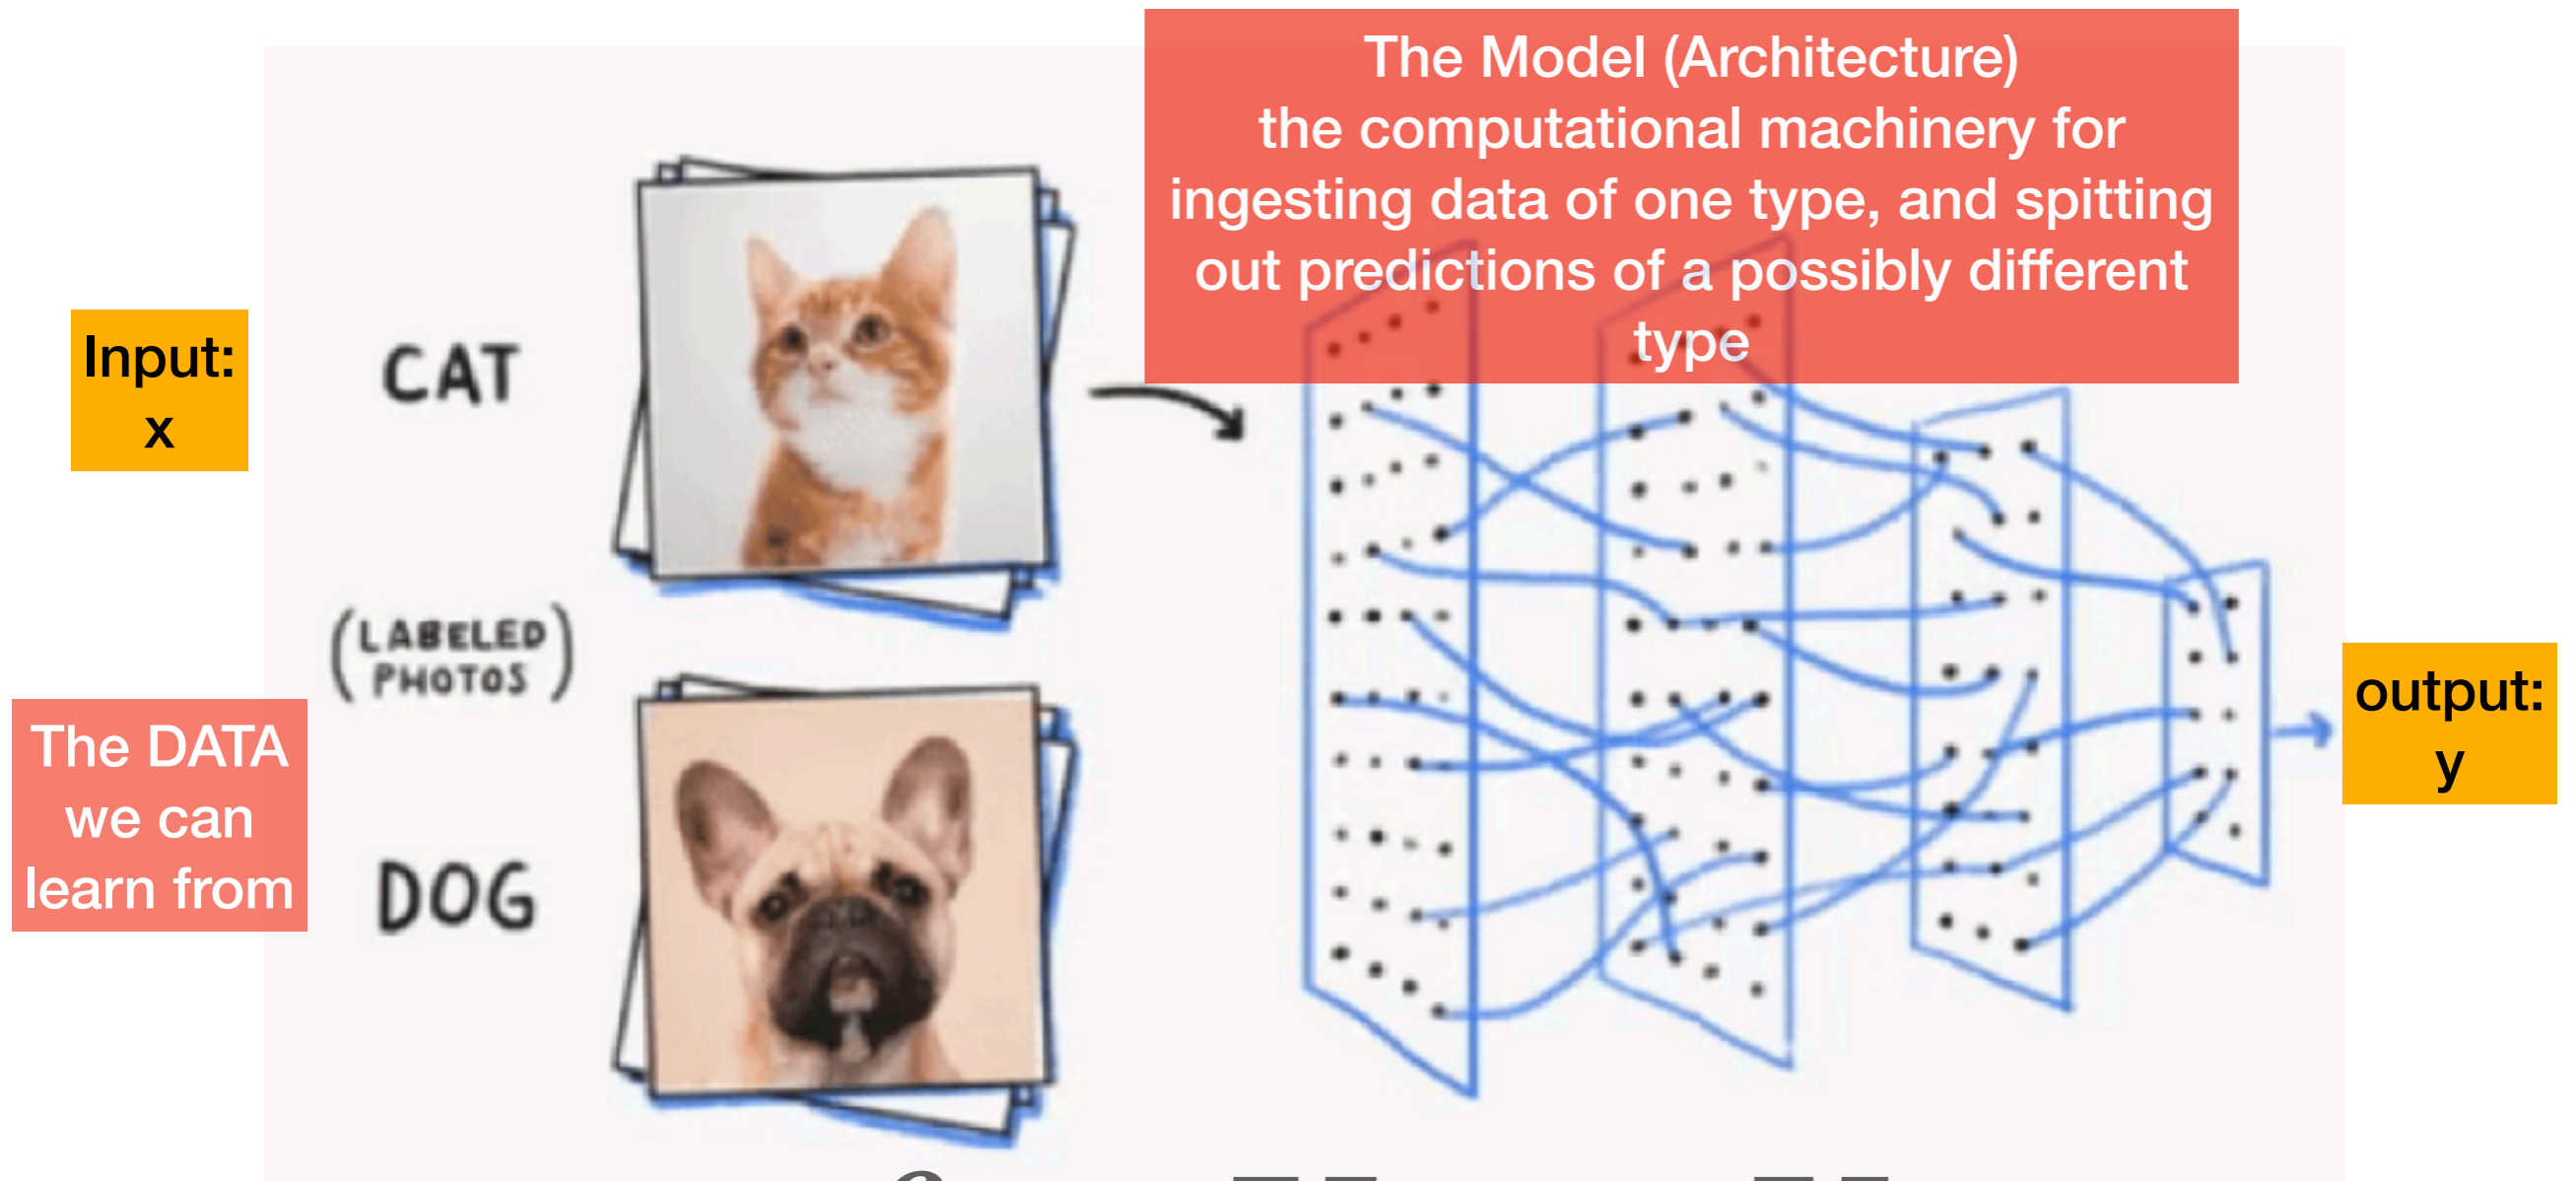 The Model (Architecture)
the computational machinery for
ingesting data of one type, and spitting
out predictions of a possibly different
type
Input:
x
CAT
(LABELED
PHOTOS)
The DATA
we can
learn from
DOG
output:
y